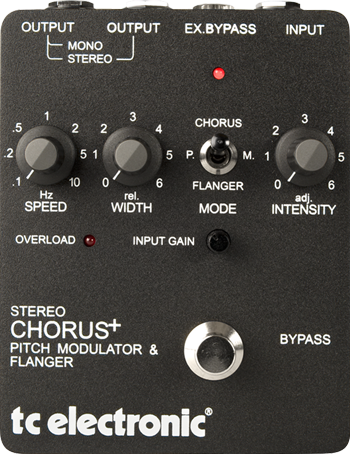 OUTPUT OUTPUT EX.BYPASS INPUT
MONO
STEREO
CHORUS
P. M.
FLANGER
MODE
.1 .2 .5 1 2 5 10
Hz
SPEED
0 1 2 3 4 5 6
rel.
WIDTH
0 1 2 3 4 5 6
adj.
INTENSITY
OVERLOAD INPUT GAIN
STEREO
CHORUS+
PITCH MODULATOR &
FLANGER
BYPASS
tc electronic®